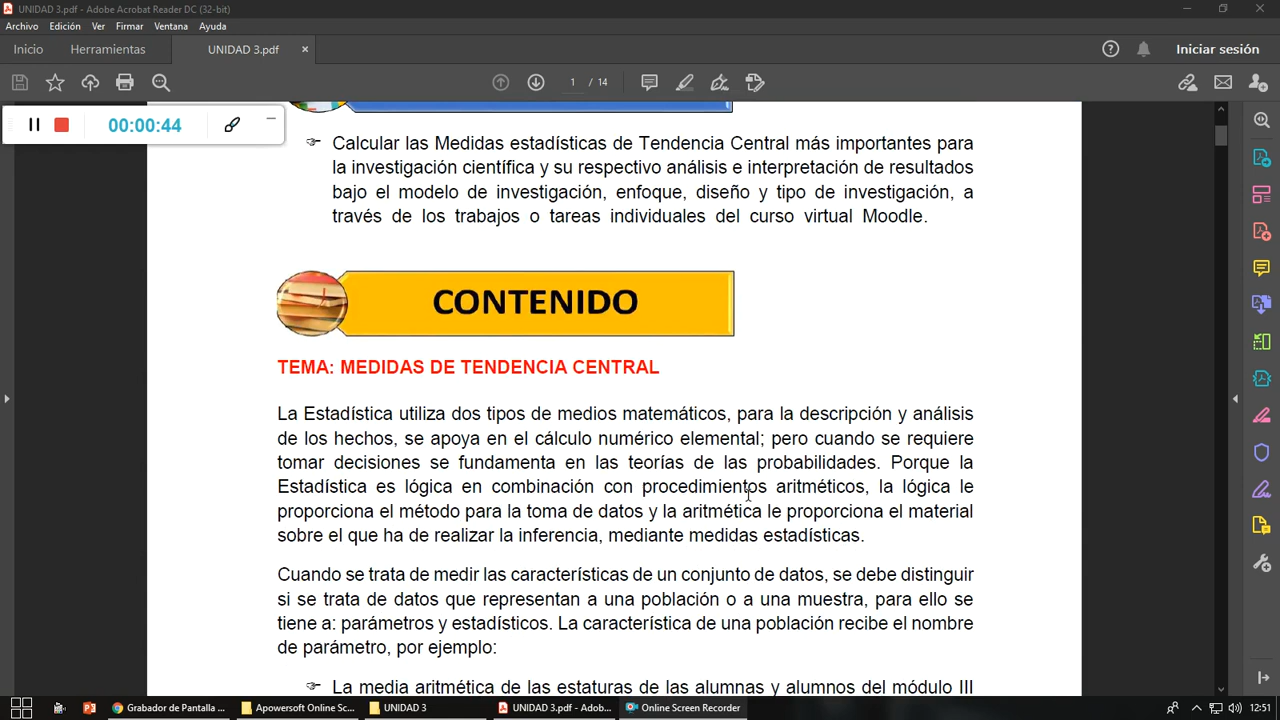 UNIDAD 3.pdf - Adobe Acrobat Reader DC (32-bit)
Archivo Edición Ver Firmar Ventana Ayuda
Inicio Herramientas UNIDAD 3.pdf × Iniciar sesión
1 / 14
00:00:44
Calcular las Medidas estadísticas de Tendencia Central más importantes para
la investigación científica y su respectivo análisis e interpretación de resultados
bajo el modelo de investigación, enfoque, diseño y tipo de investigación, a
través de los trabajos o tareas individuales del curso virtual Moodle.
CONTENIDO
TEMA: MEDIDAS DE TENDENCIA CENTRAL
La Estadística utiliza dos tipos de medios matemáticos, para la descripción y análisis
de los hechos, se apoya en el cálculo numérico elemental; pero cuando se requiere
tomar decisiones se fundamenta en las teorías de las probabilidades. Porque la
Estadística es lógica en combinación con procedimientos aritméticos, la lógica le
proporciona el método para la toma de datos y la aritmética le proporciona el material
sobre el que ha de realizar la inferencia, mediante medidas estadísticas.
Cuando se trata de medir las características de un conjunto de datos, se debe distinguir
si se trata de datos que representan a una población o a una muestra, para ello se
tiene a: parámetros y estadísticos. La característica de una población recibe el nombre
de parámetro, por ejemplo:
La media aritmética de las estaturas de las alumnas y alumnos del módulo III
Grabador de Pantalla ... Apowersoft Online Sc... UNIDAD 3 UNIDAD 3.pdf - Adob... Online Screen Recorder 12:51